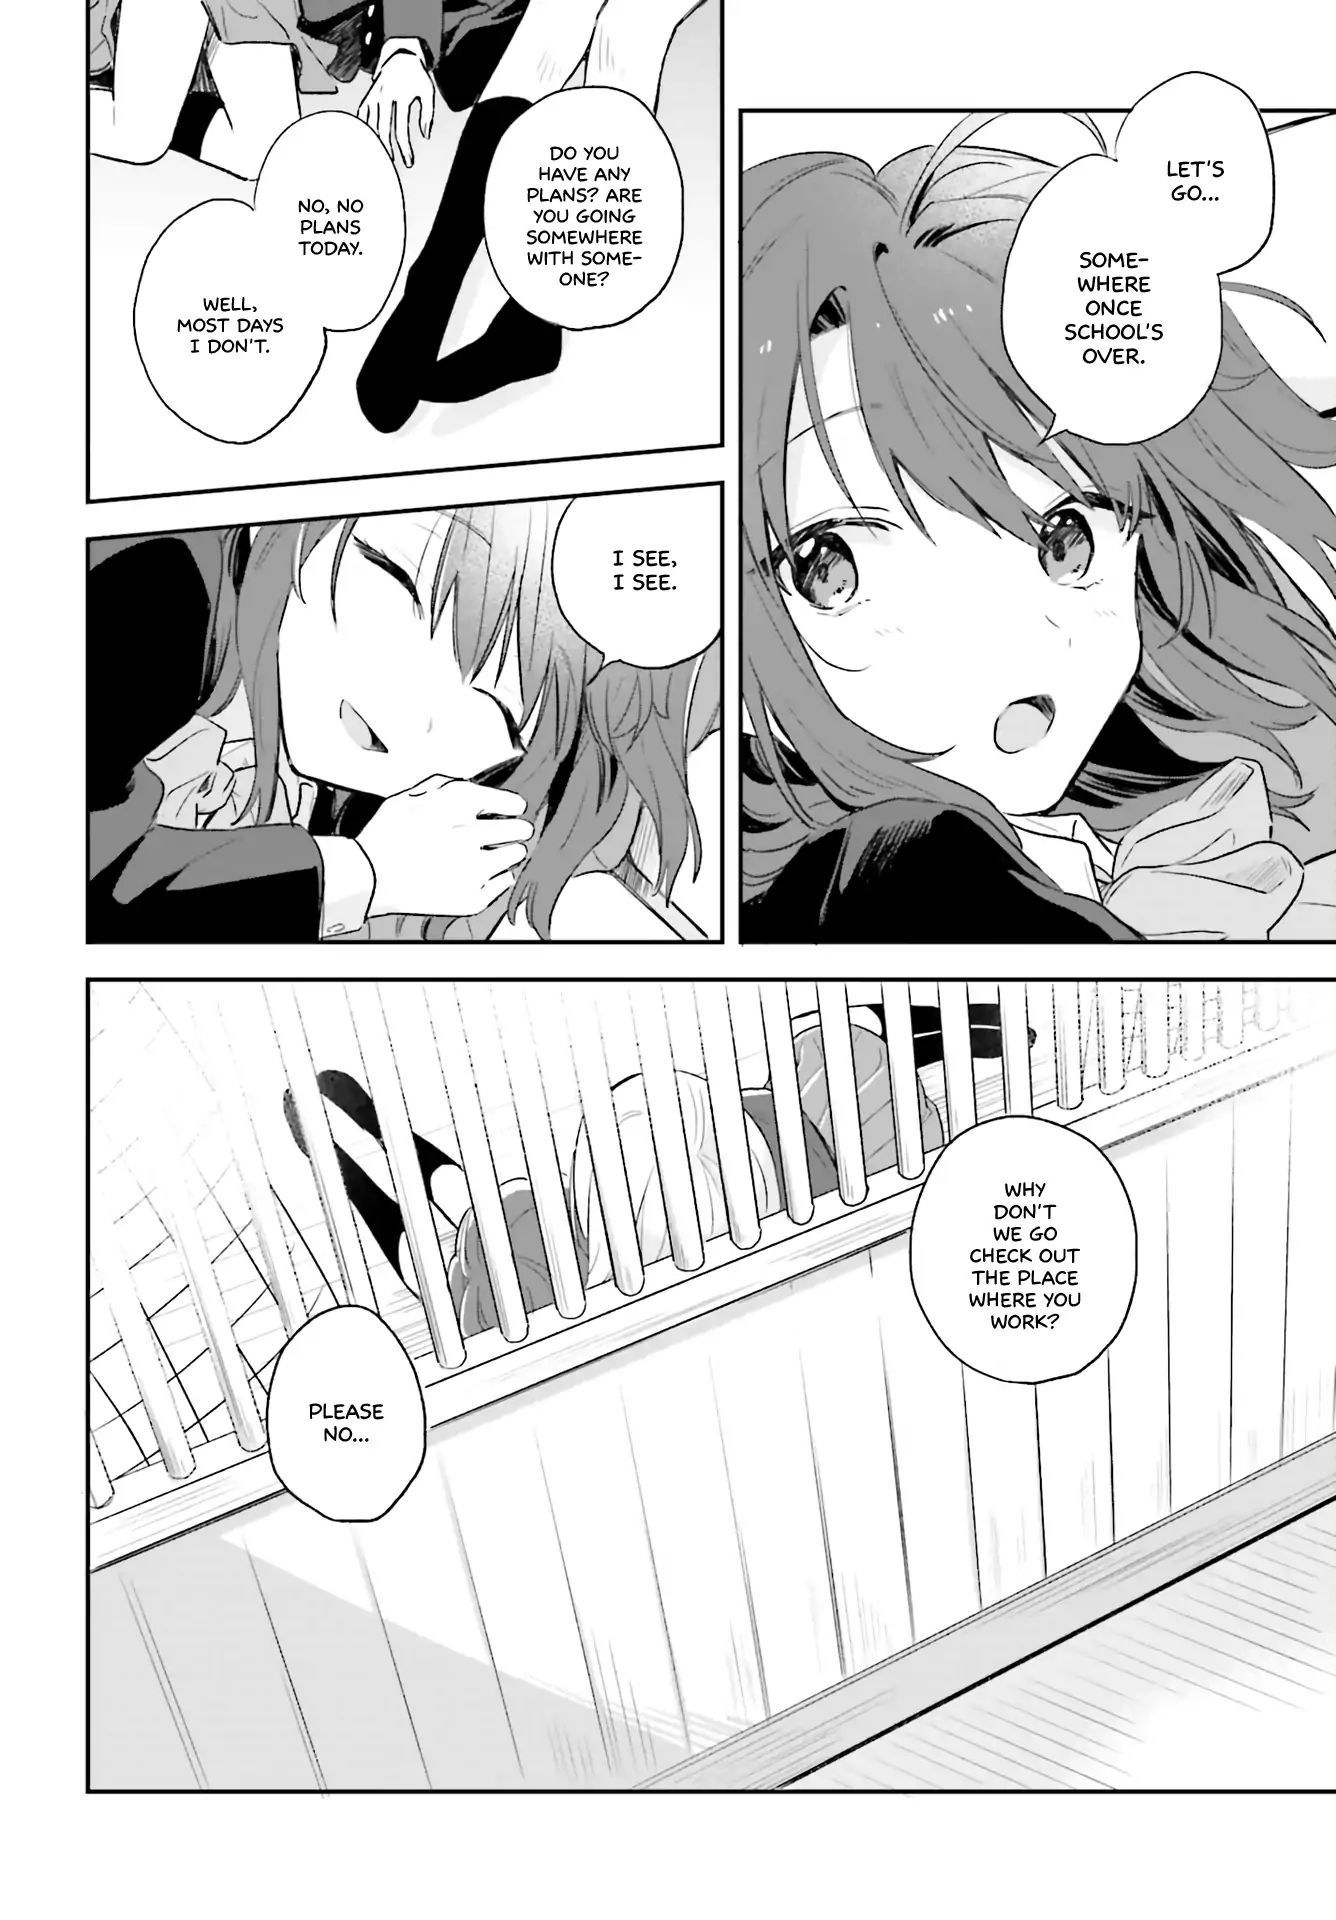 LET'S
GO...
SOME-
WHERE
ONCE
SCHOOL'S
OVER.
DO YOU
HAVE ANY
PLANS? ARE
YOU GOING
SOMEWHERE
WITH SOME-
ONE?
NO, NO
PLANS
TODAY.
WELL,
MOST DAYS
I DON'T.
I SEE,
I SEE.
WHY
DON'T
WE GO
CHECK OUT
THE PLACE
WHERE YOU
WORK?
PLEASE
NO...